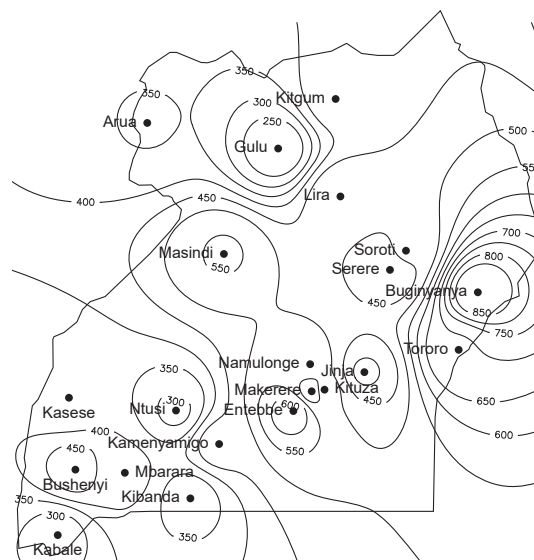 350
350
Kitgum
Arua
300
250
500
Gulu
55
400
450
Lira
700
Masindi
Soroti
550
Serere
800
450
Buginyanya
850
750
Tororo
Namulonge
350
Jinja
Makerere
Kituza
Kasese
Ntusi
300
Entebbe
600
450
650
400
Kamenyamigo
600
450
550
Mbarara
Bushenyi
350
Kibanda
300
350
Kabale